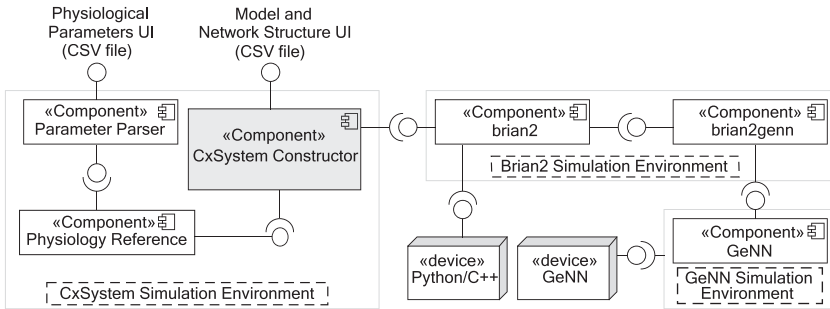 Physiological
Parameters UI
(CSV file)
Model and
Network Structure UI
(CSV file)
«Component»
Parameter Parser
«Component»
CxSystem Constructor
«Component»
brian2
«Component»
brian2genn
Brian2 Simulation Environment
«Component»
Physiology Reference
«device»
Python/C++
«device»
GeNN
«Component»
GeNN
GeNN Simulation
Environment
CxSystem Simulation Environment